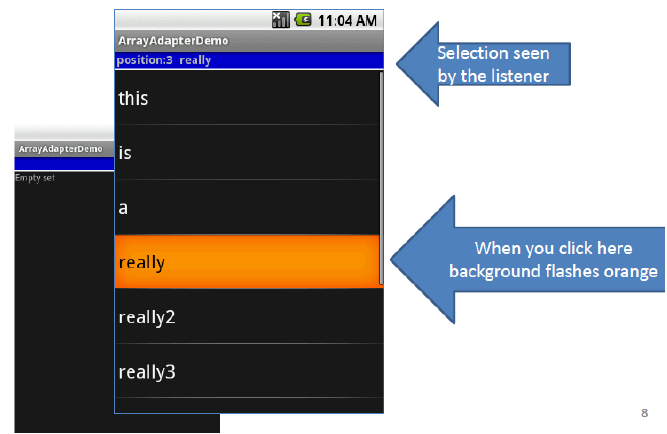 11:04 AM
ArrayAdapterDemo
position:3 really
this
is
a
really
really2
really3
ArrayAdapterDemo
Empty set
Selection seen
by the listener
When you click here
background flashes orange
8